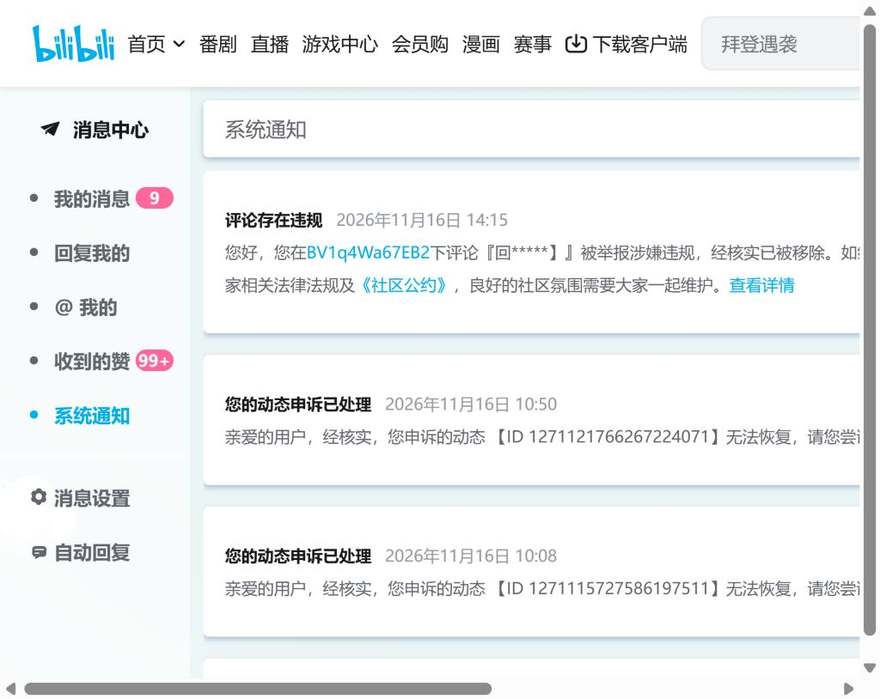 bilibili 首页 番剧 直播 游戏中心 会员购 漫画 赛事 下载客户端 拜登遇袭
消息中心
我的消息 9
回复我的
@ 我的
收到的赞 99+
系统通知
消息设置
自动回复
系统通知
评论存在违规 2026年11月16日 14:15
您好，您在BV1q4Wa67EB2下评论『回*****】』被举报涉嫌违规，经核实已被移除。如
家相关法律法规及《社区公约》，良好的社区氛围需要大家一起维护。查看详情
您的动态申诉已处理 2026年11月16日 10:50
亲爱的用户，经核实，您申诉的动态 【ID 1271121766267224071】无法恢复，请您尝
您的动态申诉已处理 2026年11月16日 10:08
亲爱的用户，经核实，您申诉的动态 【ID 1271115727586197511】无法恢复，请您尝